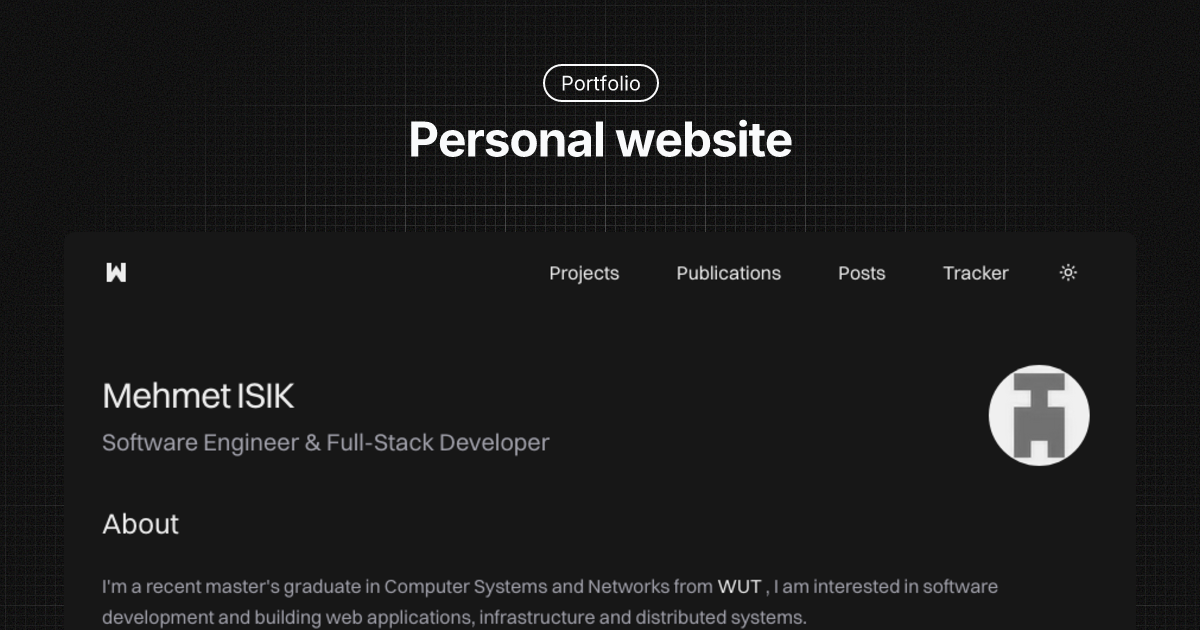 Portfolio
Personal website
W
Projects Publications Posts Tracker
Mehmet ISIK
Software Engineer & Full-Stack Developer
About
I'm a recent master's graduate in Computer Systems and Networks from WUT , I am interested in software
development and building web applications, infrastructure and distributed systems.